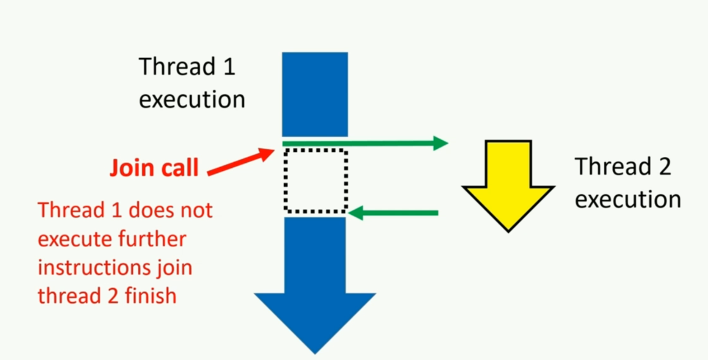 Thread 1
execution
Join call
Thread 1 does not
execute further
instructions join
thread 2 finish
Thread 2
execution